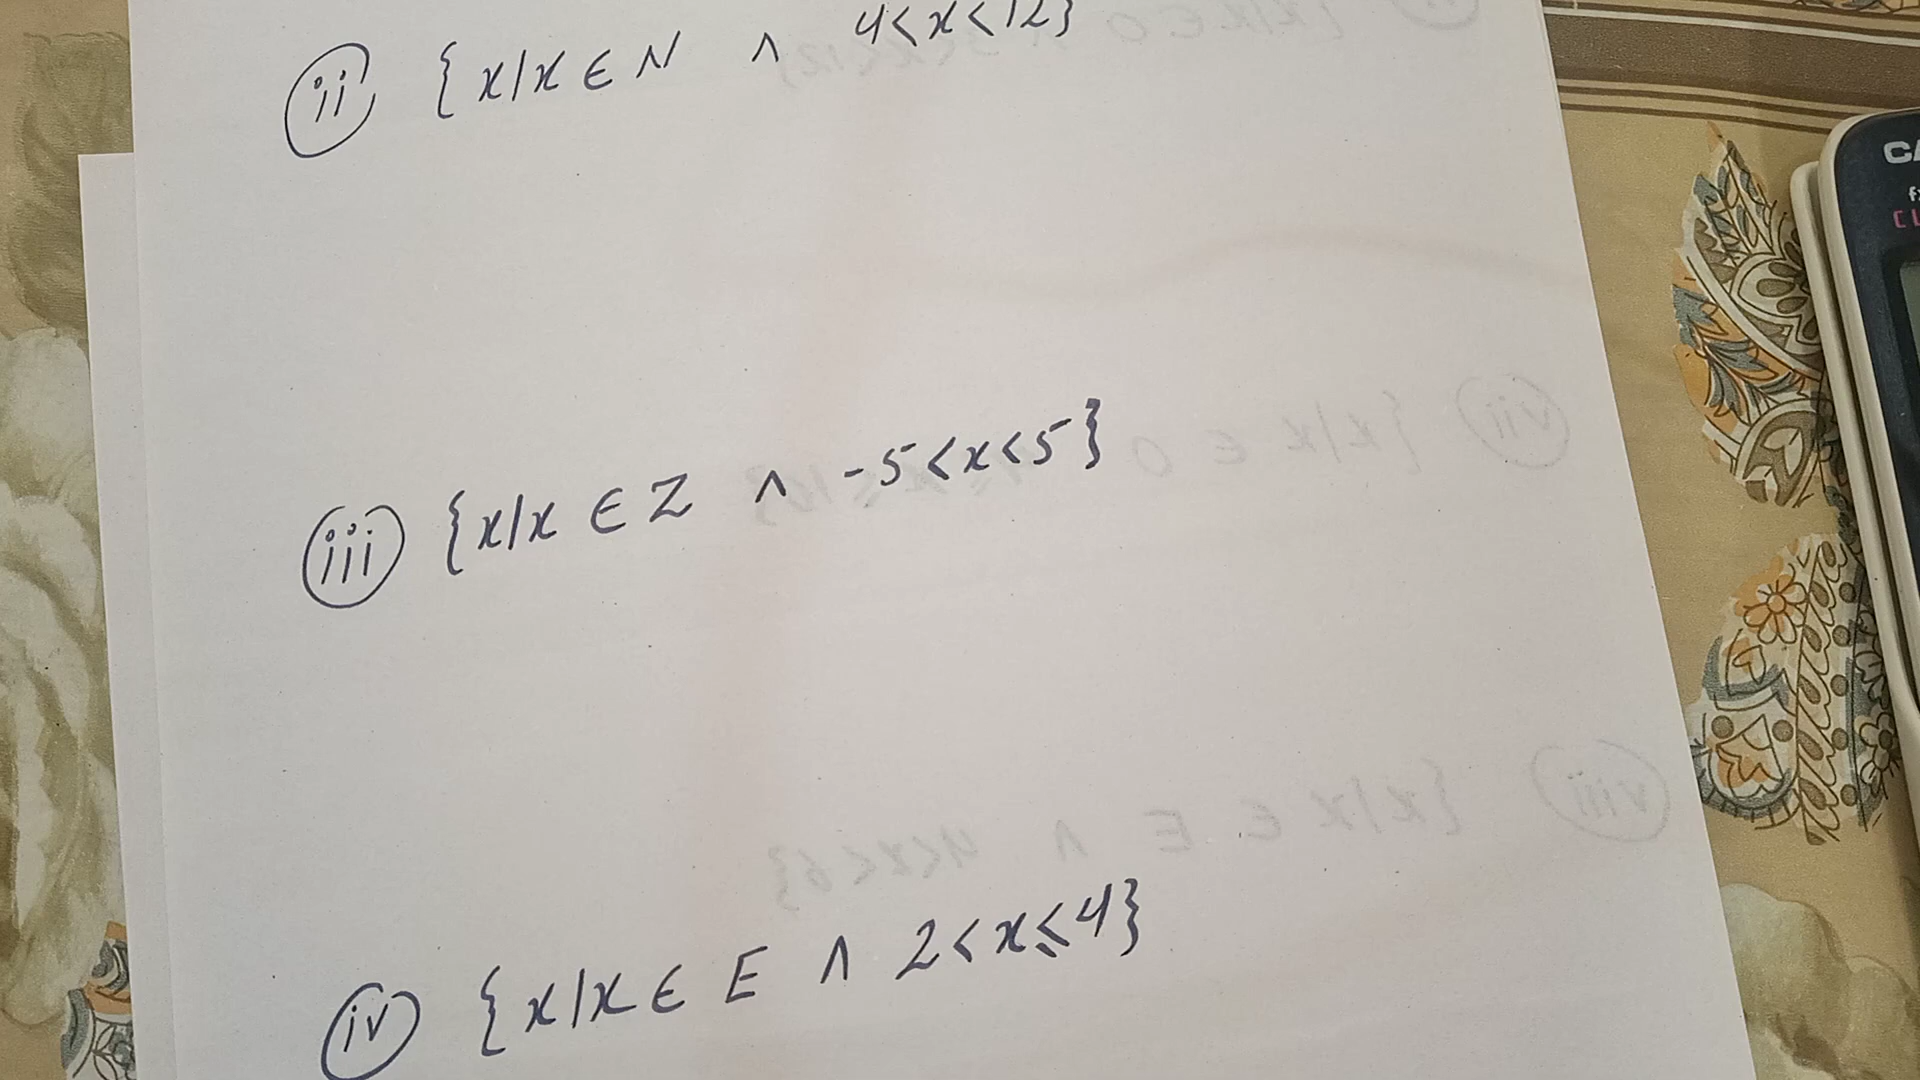 ii {x/x ∈ N ∧ 4<x<12}
iii {x/x ∈ Z ∧ -5<x<5}
iv {x/x ∈ E ∧ 2<x≤4}